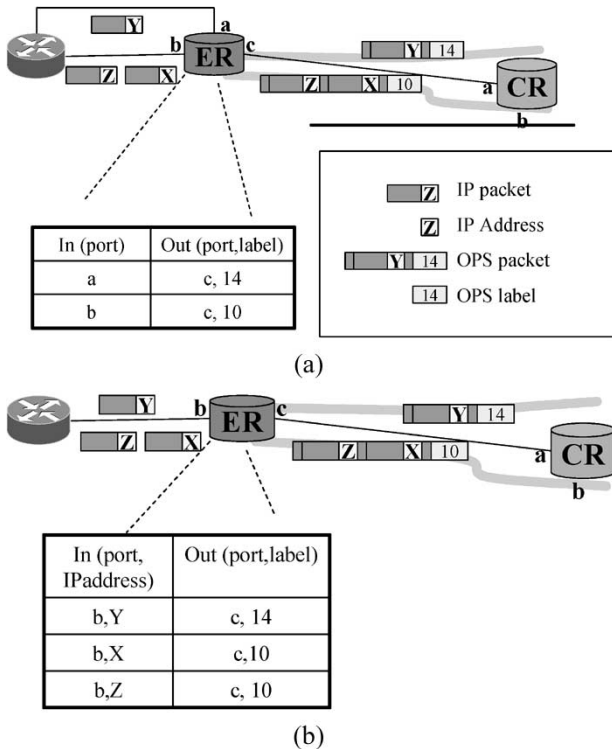 Y
a
b
ER
c
Y 14
Z X
Z X 10
a
CR
b
In (port) Out (port,label)
a c, 14
b c, 10
Z IP packet
Z IP Address
Y 14 OPS packet
14 OPS label
(a)
Y
b
ER
c
Y 14
Z X
Z X 10
a
CR
b
In (port, Out (port,label)
IPaddress)
b,Y c, 14
b,X c,10
b,Z c, 10
(b)